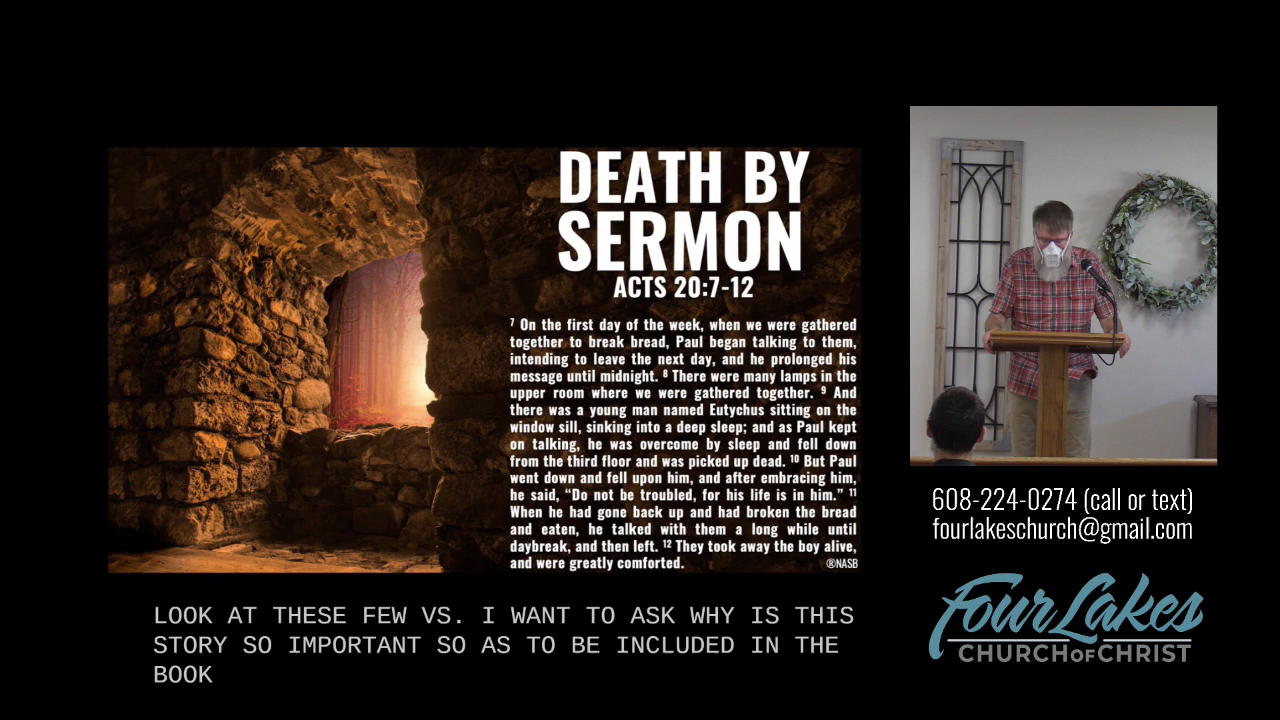 DEATH BY
SERMON
ACTS 20:7-12
7 On the first day of the week, when we were gathered
together to break bread, Paul began talking to them,
intending to leave the next day, and he prolonged his
message until midnight. 8 There were many lamps in the
upper room where we were gathered together. 9 And
there was a young man named Eutychus sitting on the
window sill, sinking into a deep sleep; and as Paul kept
on talking, he was overcome by sleep and fell down
from the third floor and was picked up dead. 10 But Paul
went down and fell upon him, and after embracing him,
he said, “Do not be troubled, for his life is in him.” 11
When he had gone back up and had broken the bread
and eaten, he talked with them a long while until
daybreak, and then left. 12 They took away the boy alive,
and were greatly comforted.
®NASB
LOOK AT THESE FEW VS. I WANT TO ASK WHY IS THIS
STORY SO IMPORTANT SO AS TO BE INCLUDED IN THE
BOOK
608-224-0274 (call or text)
fourlakeschurch@gmail.com
Four Lakes
CHURCH OF CHRIST